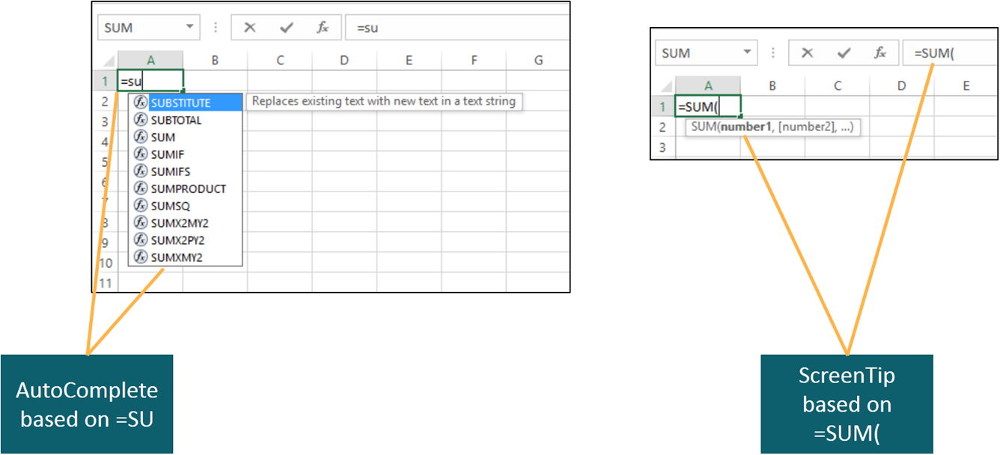 SUM =su
A B C D E F G
1 =su
2 SUBSTITUTE Replaces existing text with new text in a text string
3 SUBTOTAL
4 SUM
5 SUMIF
6 SUMIFS
SUMPRODUCT
7 SUMSQ
8 SUMX2MY2
9 SUMX2PY2
10 SUMXMY2
11
SUM fx =SUM(
A B C D E
1 =SUM(
2 SUM(number1, [number2], ...)
3
AutoComplete
based on =SU
ScreenTip
based on
=SUM(